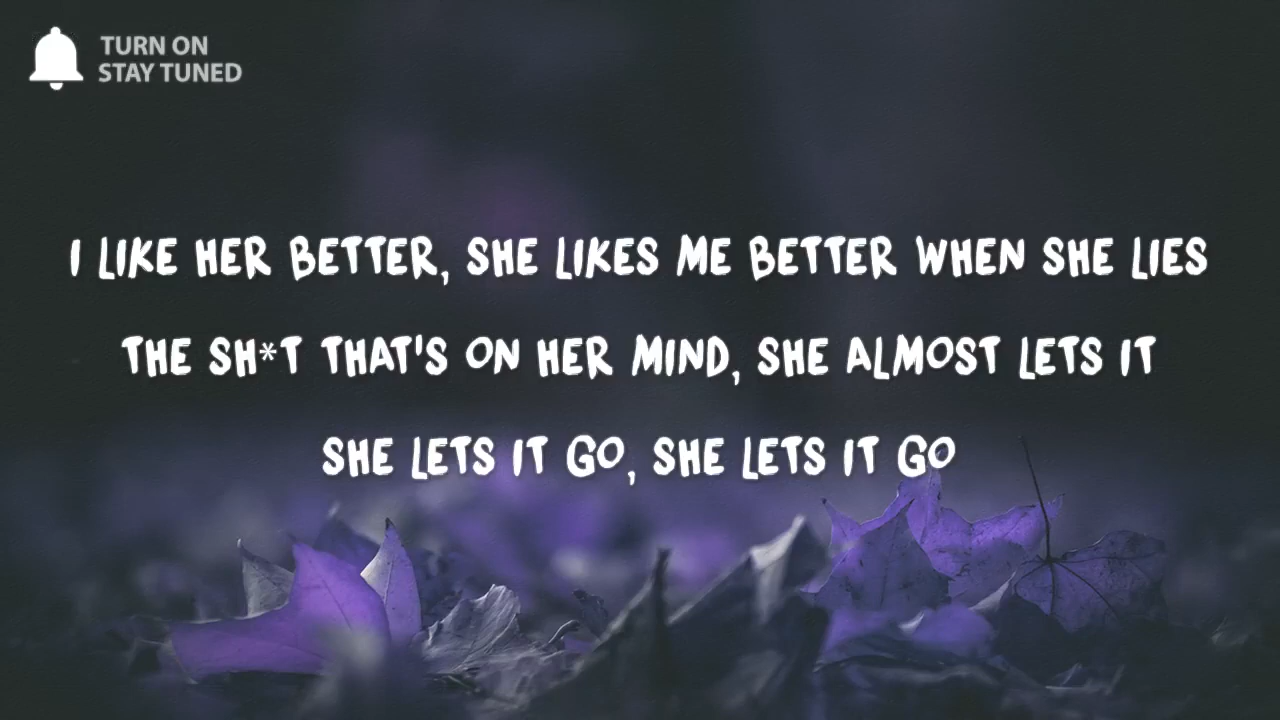 TURN ON
STAY TUNED
I LIKE HER BETTER, SHE LIKES ME BETTER WHEN SHE LIES
THE SH*T THAT'S ON HER MIND, SHE ALMOST LETS IT
SHE LETS IT GO, SHE LETS IT GO